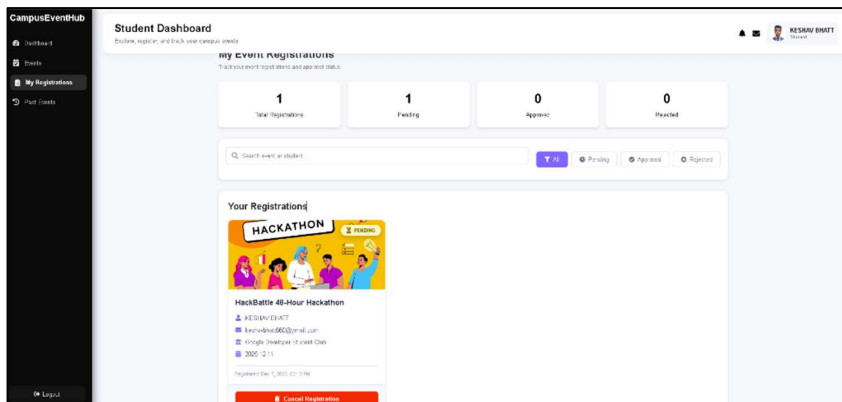 CampusEventHub
Dashboard
Events
My Registrations
Past Events
Logout
Student Dashboard
Explore, register, and track your campus events
KESHAV BHATT
Student
My Event Registrations
Track your event registrations and approval status
1
Total Registrations
1
Pending
0
Approved
0
Rejected
Search event or student...
All
Pending
Approved
Rejected
Your Registrations
HACKATHON
PENDING
HackBattle 48-Hour Hackathon
KESHAV BHATT
Google Developer Student Club
Cancel Registration